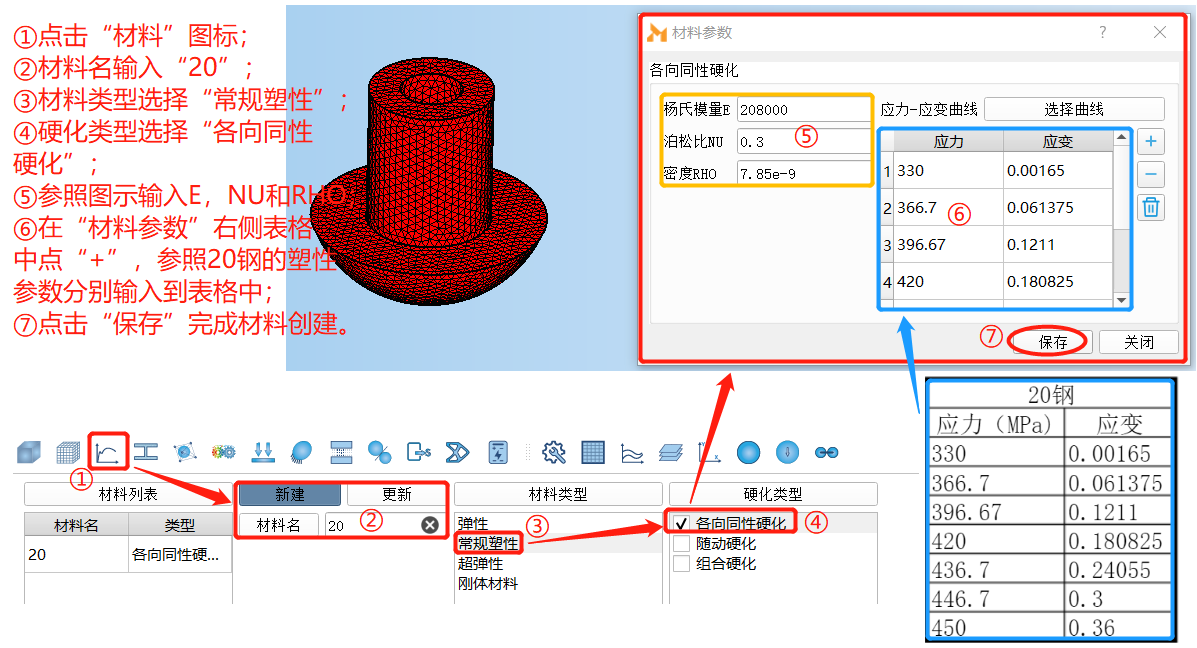 ①点击“材料”图标；
②材料名输入“20”；
③材料类型选择“常规塑性”；
④硬化类型选择“各向同性
硬化”；
⑤参照图示输入E，NU和RHO
⑥在“材料参数”右侧表格
中点“+”，参照20钢的塑性
参数分别输入到表格中；
⑦点击“保存”完成材料创建。
材料参数 ?
各向同性硬化
杨氏模量E 208000
泊松比NU 0.3
⑤
密度RHO 7.85e-9
应力-应变曲线 选择曲线
应力 应变
1 330 0.00165
2 366.7 0.061375
⑥
3 396.67 0.1211
4 420 0.180825
⑦ 保存 关闭
20钢
应力（MPa） 应变
330 0.00165
366.7 0.061375
396.67 0.1211
420 0.180825
436.7 0.24055
446.7 0.3
450 0.36
①
材料列表 新建 更新 材料类型 硬化类型
材料名 类型 材料名 20 ②
20 各向同性硬...
弹性 ③
常规塑性
超弹性
刚体材料
各向同性硬化 ④
随动硬化
组合硬化